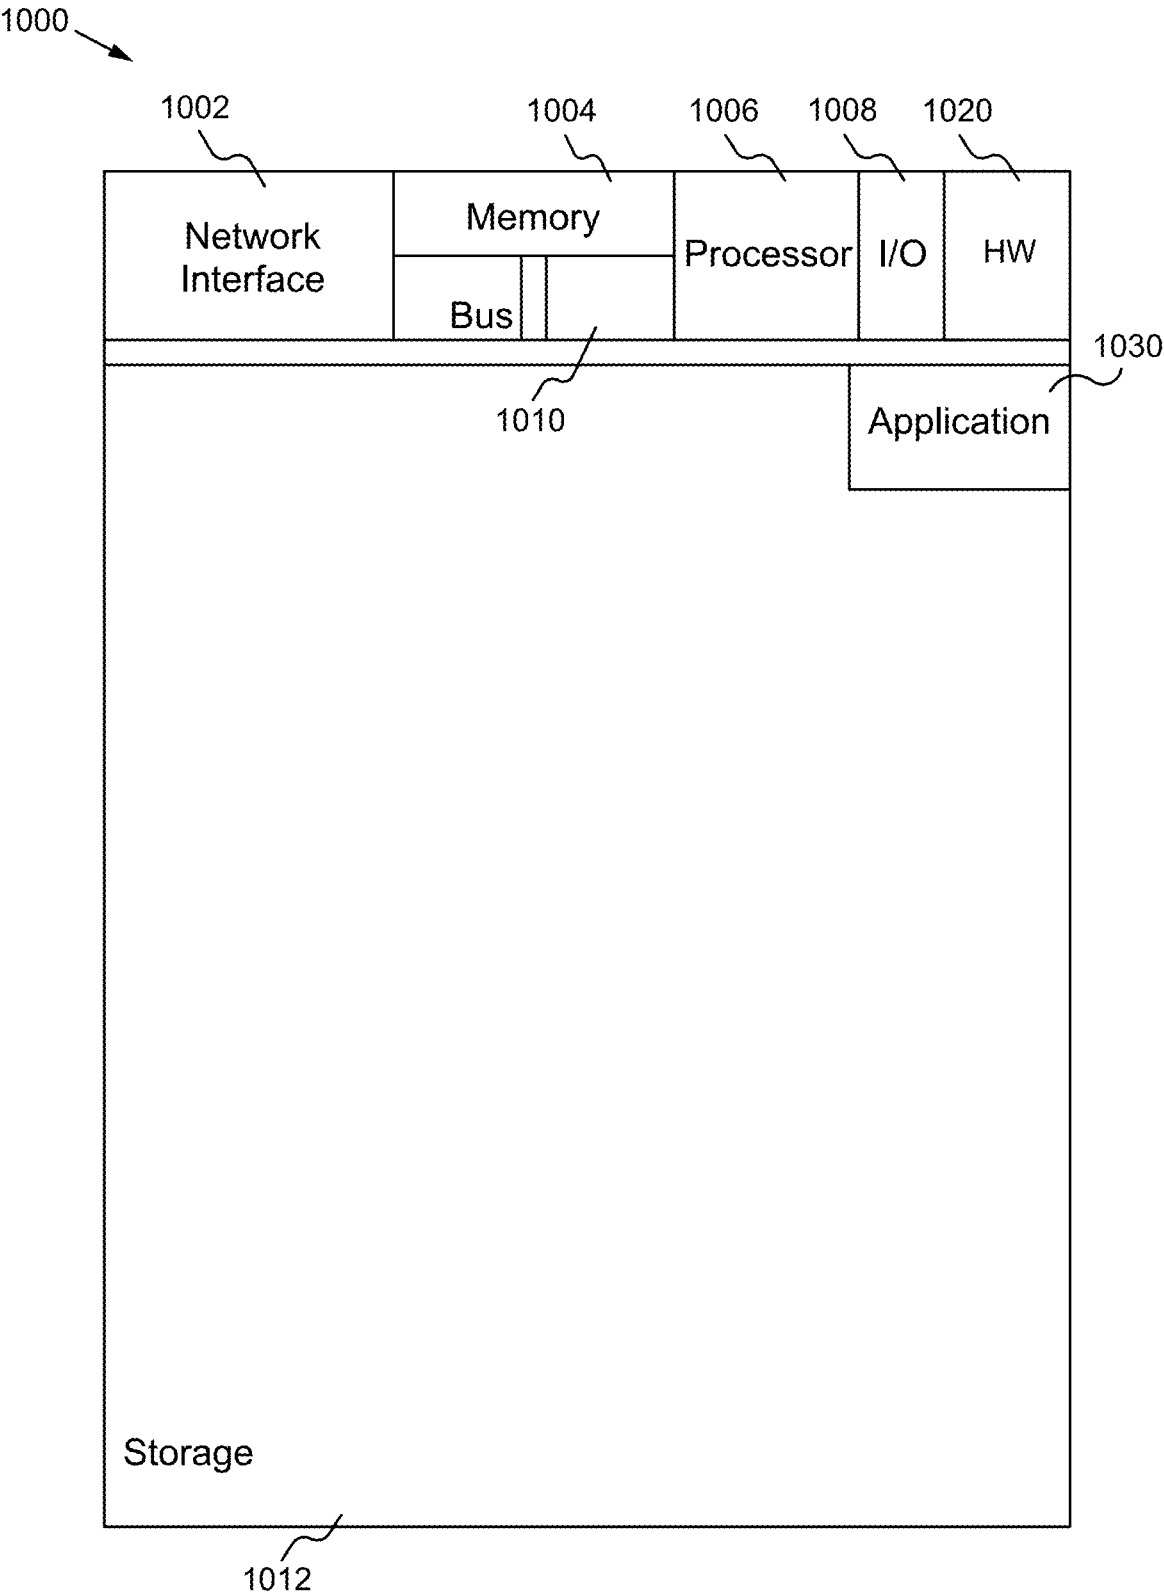 1000
1002
1004
1006
1008
1020
Network
Interface
Memory
Bus
Processor
I/O
HW
1010
1030
Application
Storage
1012